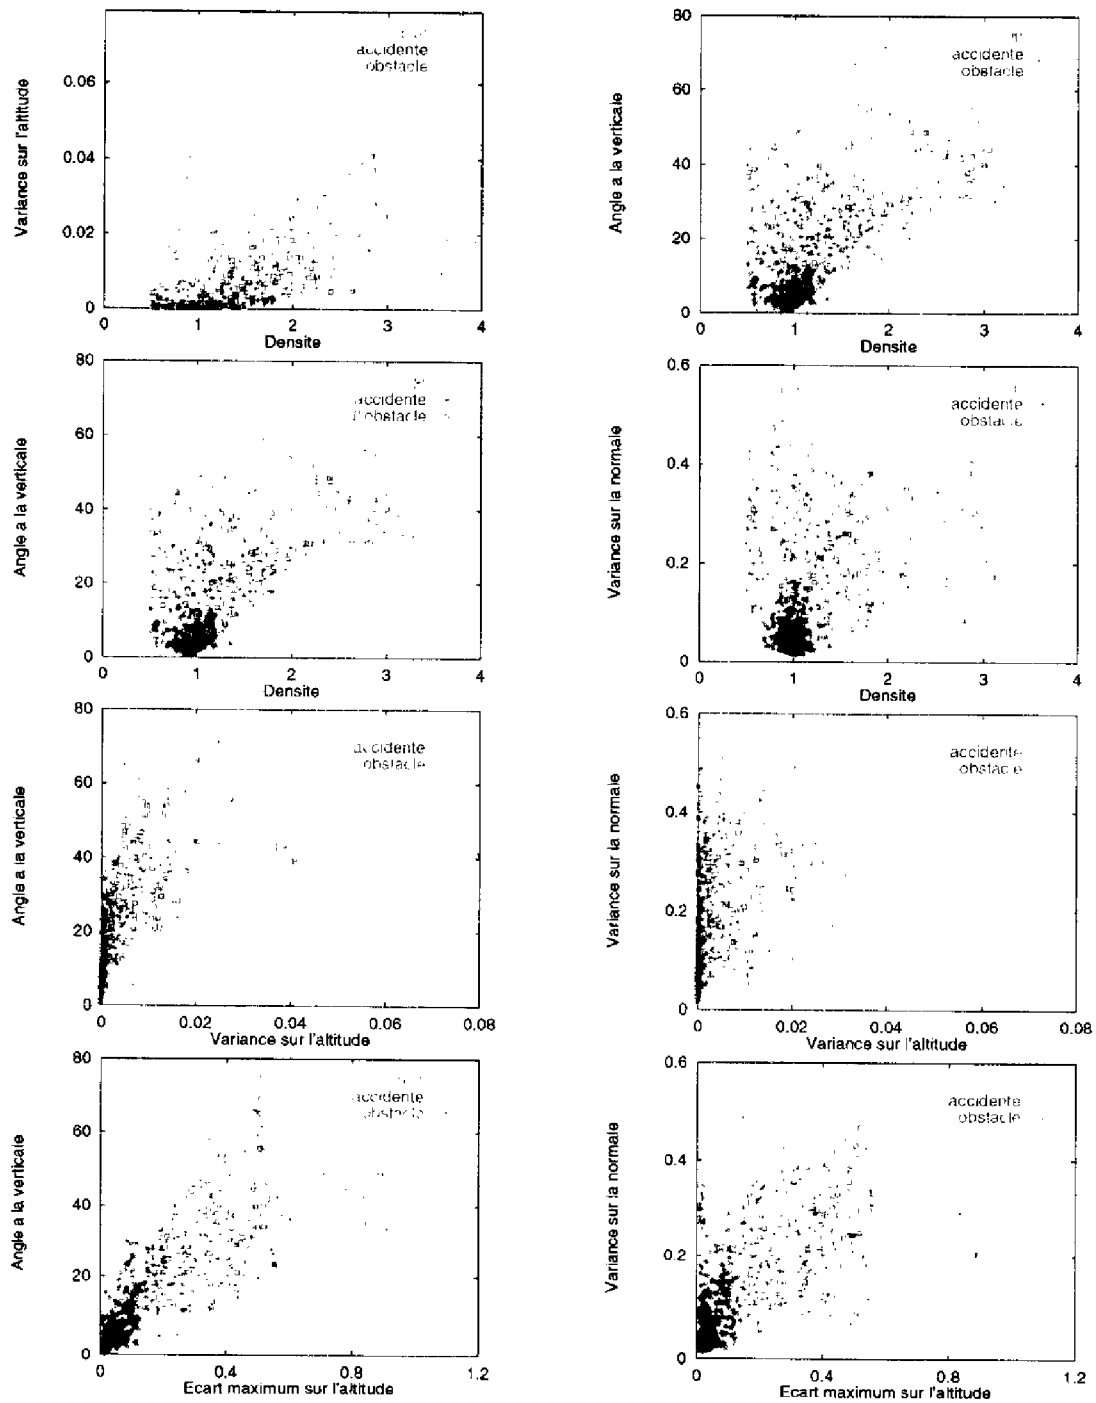 accidente
obstacle
0.06
0.04
0.02
0
0 1 2 3 4
Variance sur l'altitude
Densite
80
accidente
obstacle
60
40
20
0
0 1 2 3 4
Angle a la verticale
Densite
80
accidente
obstacle
60
40
20
0
0 1 2 3 4
Angle a la verticale
Densite
0.6
accidente
0.4
0.2
0
0 1 2 3 4
Variance sur la normale
Densite
80
accidente
obstacle
60
40
20
0
0 0.02 0.04 0.06 0.08
Angle a la verticale
Variance sur l'altitude
0.6
accidente
obstacle
0.4
0.2
0
0 0.02 0.04 0.06 0.08
Variance sur la normale
Variance sur l'altitude
80
accidente
obstacle
60
40
20
0
0 0.4 0.8 1.2
Angle a la verticale
Ecart maximum sur l'altitude
0.6
accidente
obstacle
0.4
0.2
0
0 0.4 0.8 1.2
Variance sur la normale
Ecart maximum sur l'altitude